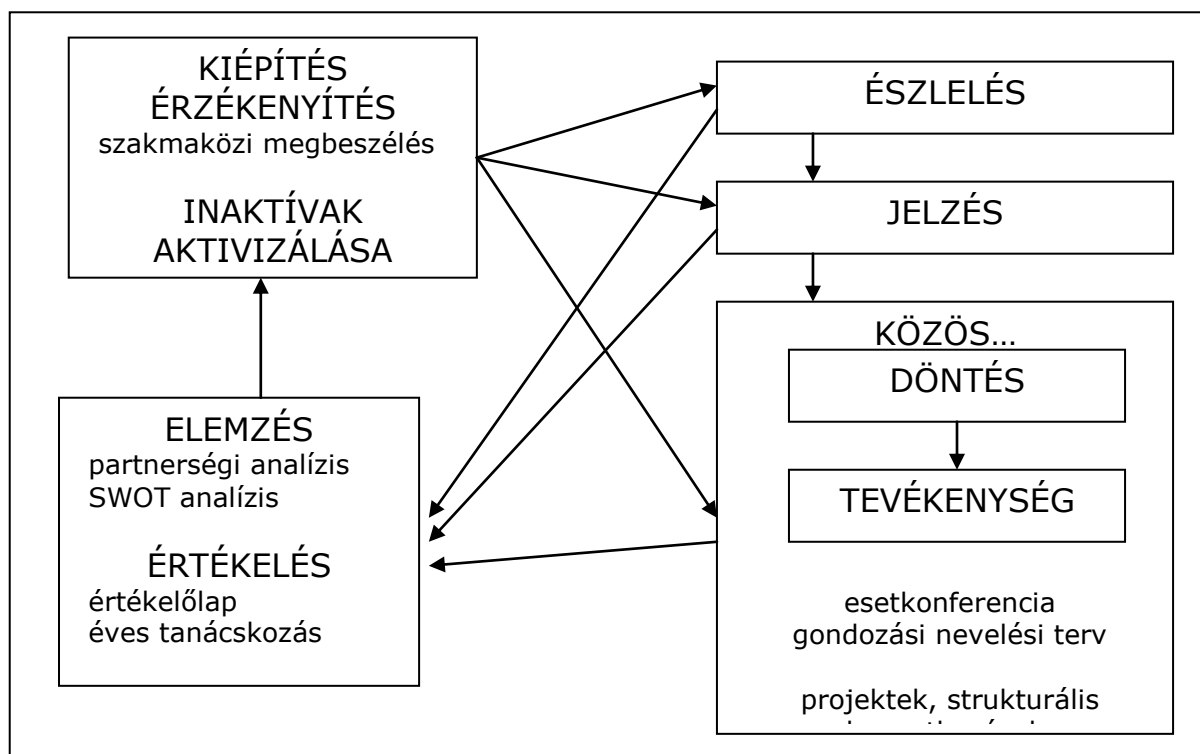 KIÉPÍTÉS
ÉRZÉKENYÍTÉS
szakmaközi megbeszélés
INAKTÍVAK
AKTIVIZÁLÁSA
ELEMZÉS
partnerségi analízis
SWOT analízis
ÉRTÉKELÉS
értékelőlap
éves tanácskozás
ÉSZLELÉS
JELZÉS
KÖZÖS...
DÖNTÉS
TEVÉKENYSÉG
esetkonferencia
gondozási nevelési terv
projektek, strukturális